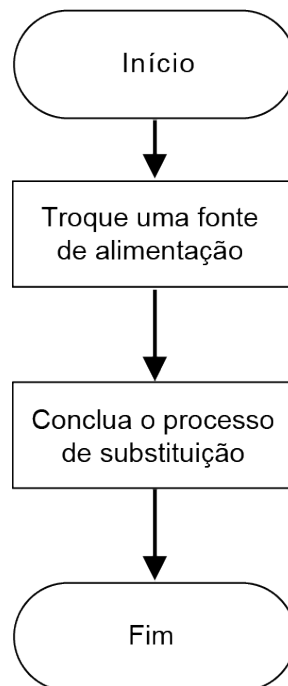 Início
Troque uma fonte
de alimentação
Conclua o processo
de substituição
Fim